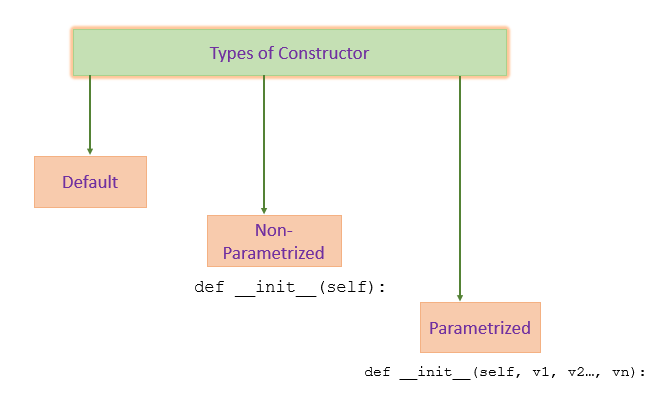 Types of Constructor
Default
Non-
Parametrized
def __init__(self):
Parametrized
def __init__(self, v1, v2…, vn):